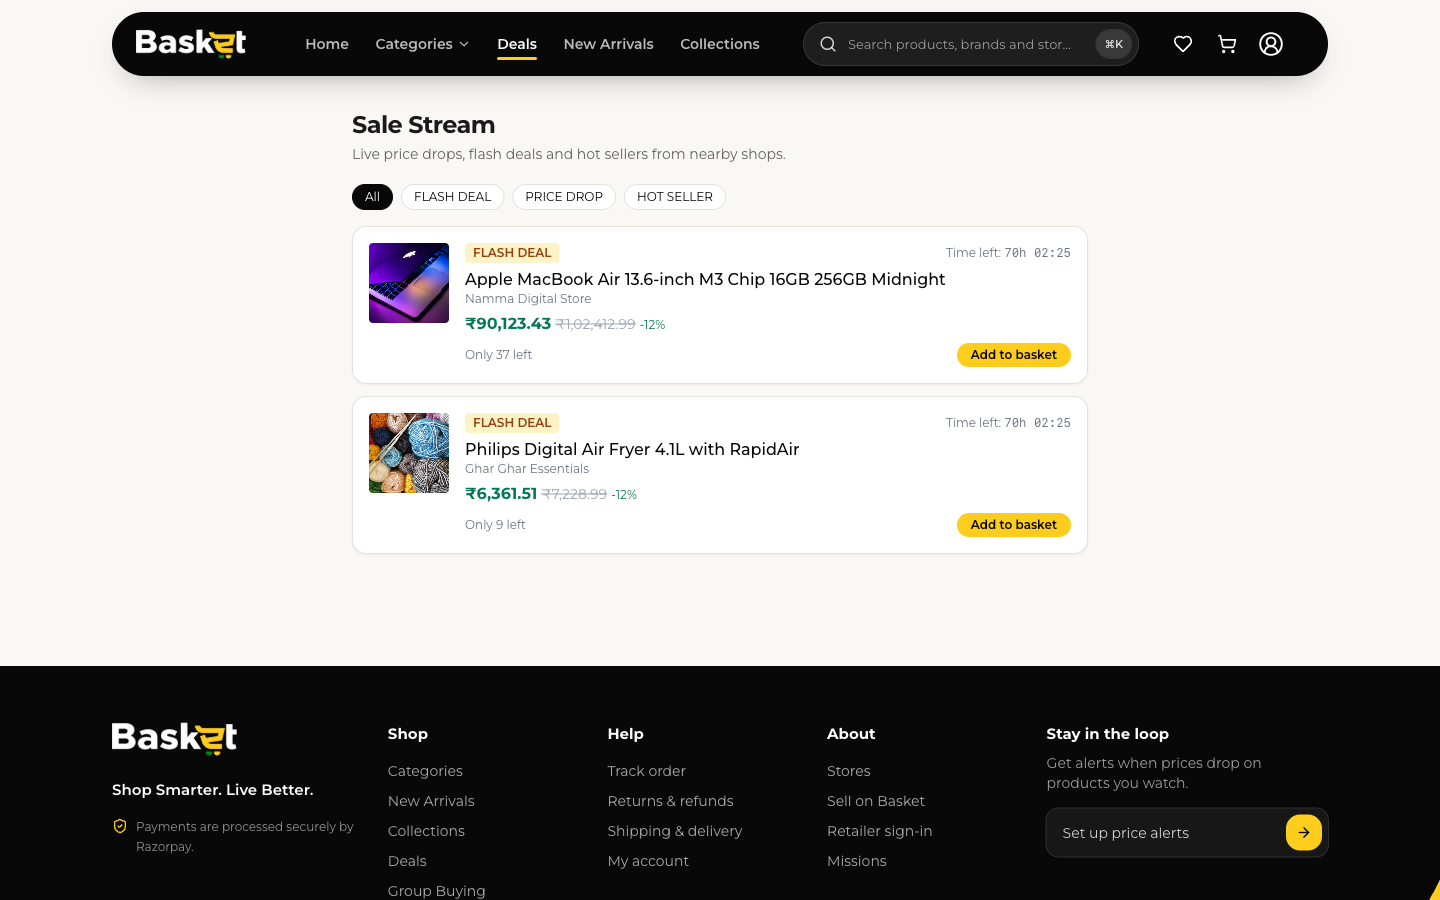 Basket
Home Categories Deals New Arrivals Collections
Search products, brands and stor... ⌘K
Sale Stream
Live price drops, flash deals and hot sellers from nearby shops.
All FLASH DEAL PRICE DROP HOT SELLER
FLASH DEAL Time left: 70h 02:25
Apple MacBook Air 13.6-inch M3 Chip 16GB 256GB Midnight
Namma Digital Store
₹90,123.43 ₹1,02,412.99 -12%
Only 37 left Add to basket
FLASH DEAL Time left: 70h 02:25
Philips Digital Air Fryer 4.1L with RapidAir
Ghar Ghar Essentials
₹6,361.51 ₹7,228.99 -12%
Only 9 left Add to basket
Basket
Shop Smarter. Live Better.
Payments are processed securely by
Razorpay.
Shop
Categories
New Arrivals
Collections
Deals
Group Buying
Help
Track order
Returns & refunds
Shipping & delivery
My account
About
Stores
Sell on Basket
Retailer sign-in
Missions
Stay in the loop
Get alerts when prices drop on
products you watch.
Set up price alerts